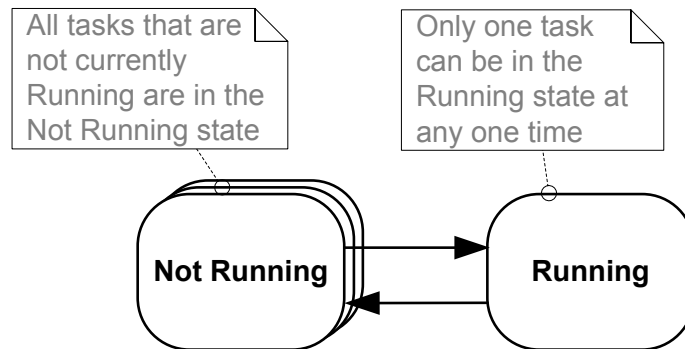 All tasks that are
not currently
Running are in the
Not Running state
Only one task
can be in the
Running state at
any one time
Not Running
Running